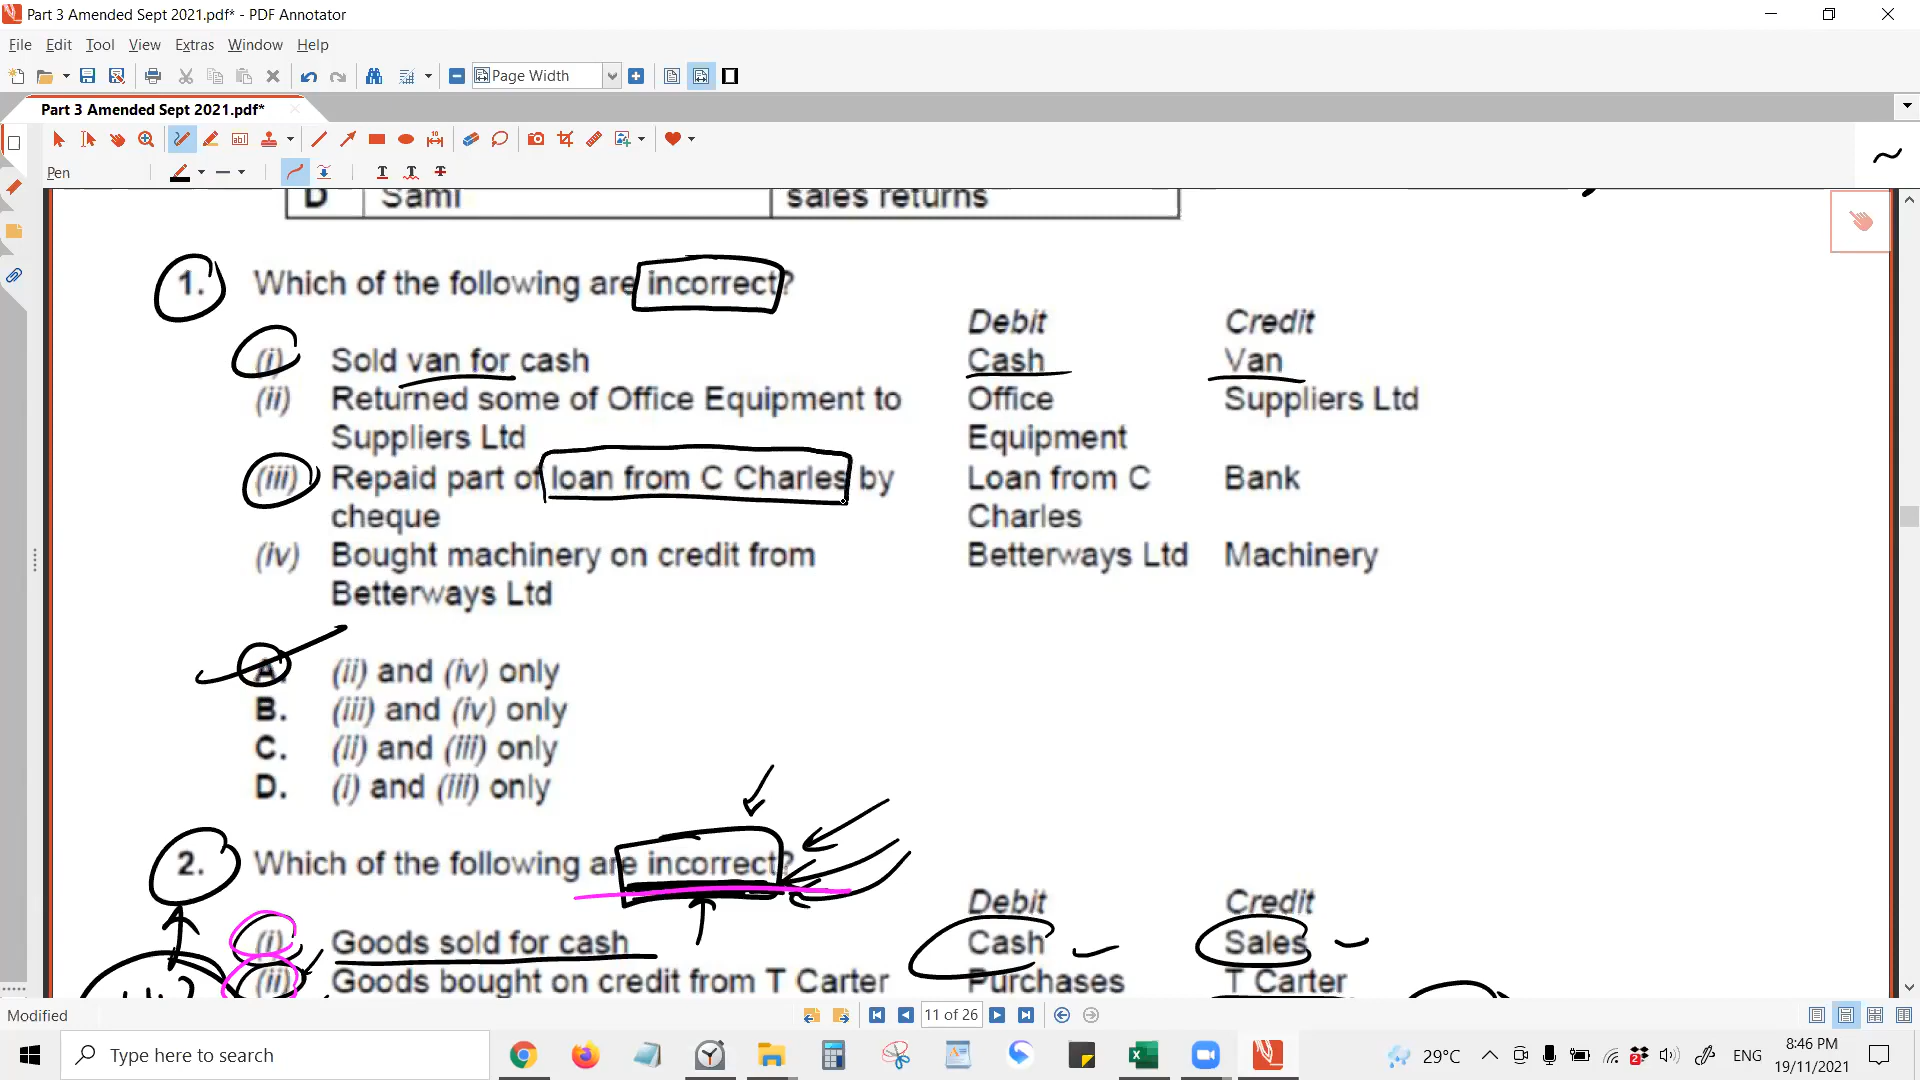 Part 3 Amended Sept 2021.pdf* - PDF Annotator
File Edit Tool View Extras Window Help
Page Width
Part 3 Amended Sept 2021.pdf*
Pen
D Sami sales returns
1. Which of the following are incorrect?
Debit Credit
(i) Sold van for cash Cash Van
(ii) Returned some of Office Equipment to Office Suppliers Ltd
Suppliers Ltd Equipment
(iii) Repaid part of loan from C Charles by Loan from C Bank
cheque Charles
(iv) Bought machinery on credit from Betterways Ltd Machinery
Betterways Ltd
A. (ii) and (iv) only
B. (iii) and (iv) only
C. (ii) and (iii) only
D. (i) and (iii) only
2. Which of the following are incorrect?
Debit Credit
(i) Goods sold for cash Cash Sales
(ii) Goods bought on credit from T Carter Purchases T Carter
Modified 11 of 26
Type here to search 29°C ENG 8:46 PM
19/11/2021